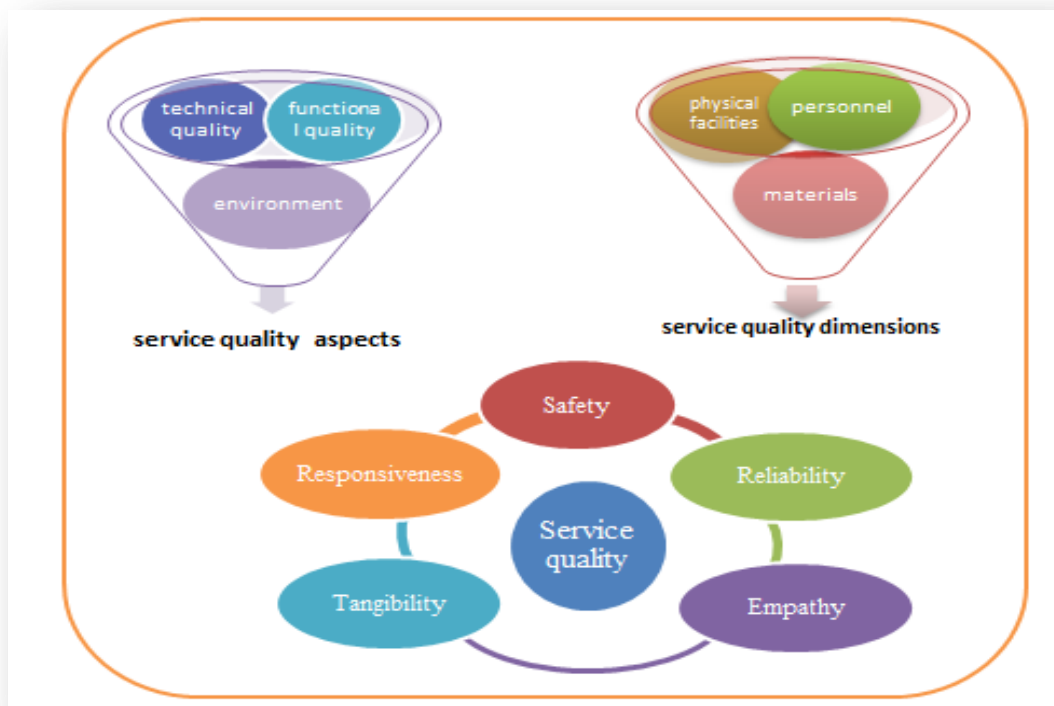 technical
quality
functiona
l quality
environment
service quality aspects
physical
facilities
personnel
materials
service quality dimensions
Safety
Responsiveness
Reliability
Service
quality
Tangibility
Empathy